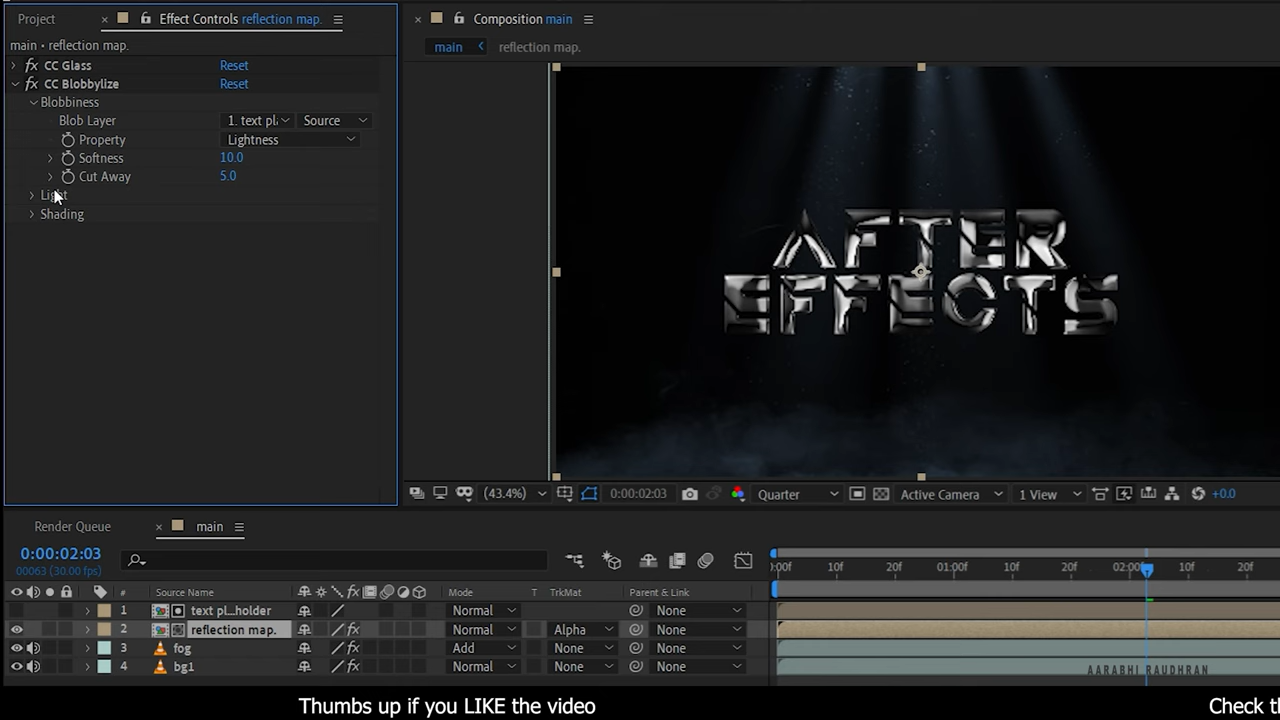 Project × Effect Controls reflection map. Composition main
main • reflection map.
main reflection map.
fx CC Glass Reset
fx CC Blobbylize Reset
Blobbiness
Blob Layer 1. text pl Source
Property Lightness
Softness 10.0
Cut Away 5.0
Light
Shading
AFTER
EFFECTS
(43.4%) 0:00:02:03 Quarter Active Camera 1 View +0.0
Render Queue × main
0:00:02:03
00063 (30.00 fps)
:00f 10f 20f 01:00f 10f 20f 02:00f 10f 20f
# Source Name Mode T TrkMat Parent & Link
1 text pl...holder Normal None
2 reflection map. Normal Alpha None
3 fog Add None None
4 bg1 Normal None None
AARABHI RAUDHRAN
Thumbs up if you LIKE the video Check th